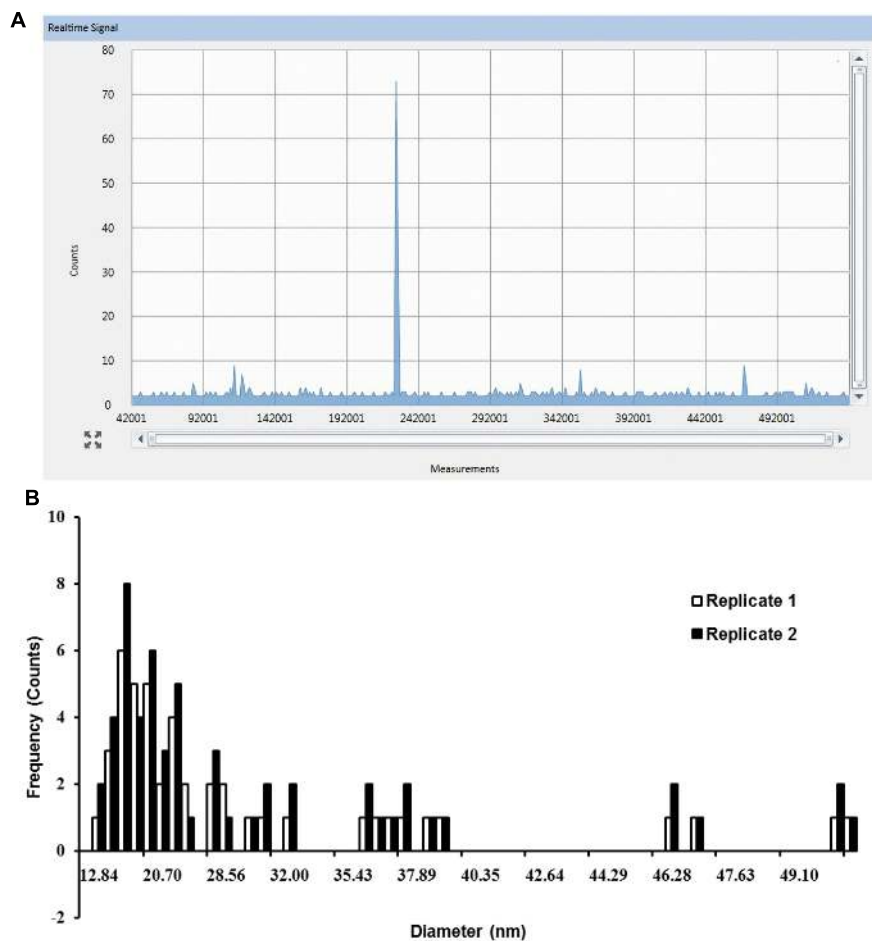 A
Realtime Signal
80
70
60
50
40
30
20
10
0
Counts
42001 92001 142001 192001 242001 292001 342001 392001 442001 492001
Measurements
B
10
8
6
4
2
0
-2
Frequency (Counts)
Replicate 1
Replicate 2
12.84 20.70 28.56 32.00 35.43 37.89 40.35 42.64 44.29 46.28 47.63 49.10
Diameter (nm)